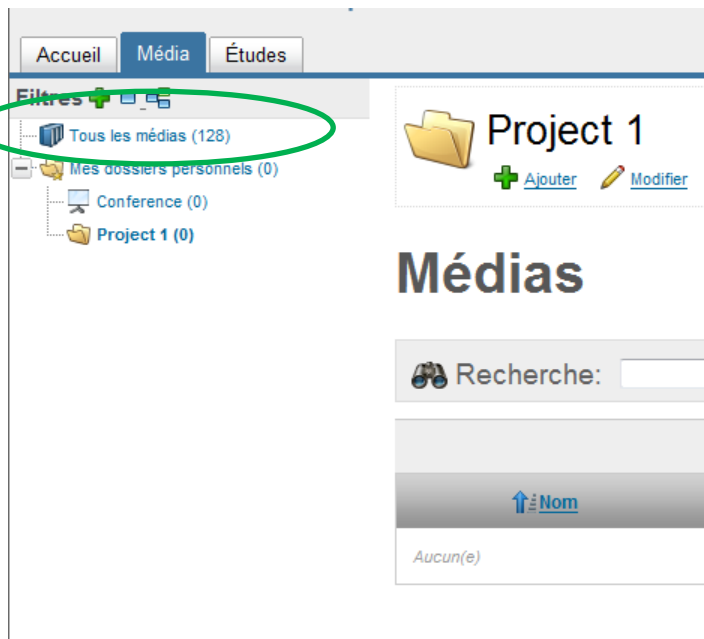 Accueil Média Études
Filtres
Tous les médias (128)
Mes dossiers personnels (0)
Conference (0)
Project 1 (0)
Project 1
Ajouter Modifier
Médias
Recherche:
Nom
Aucun(e)